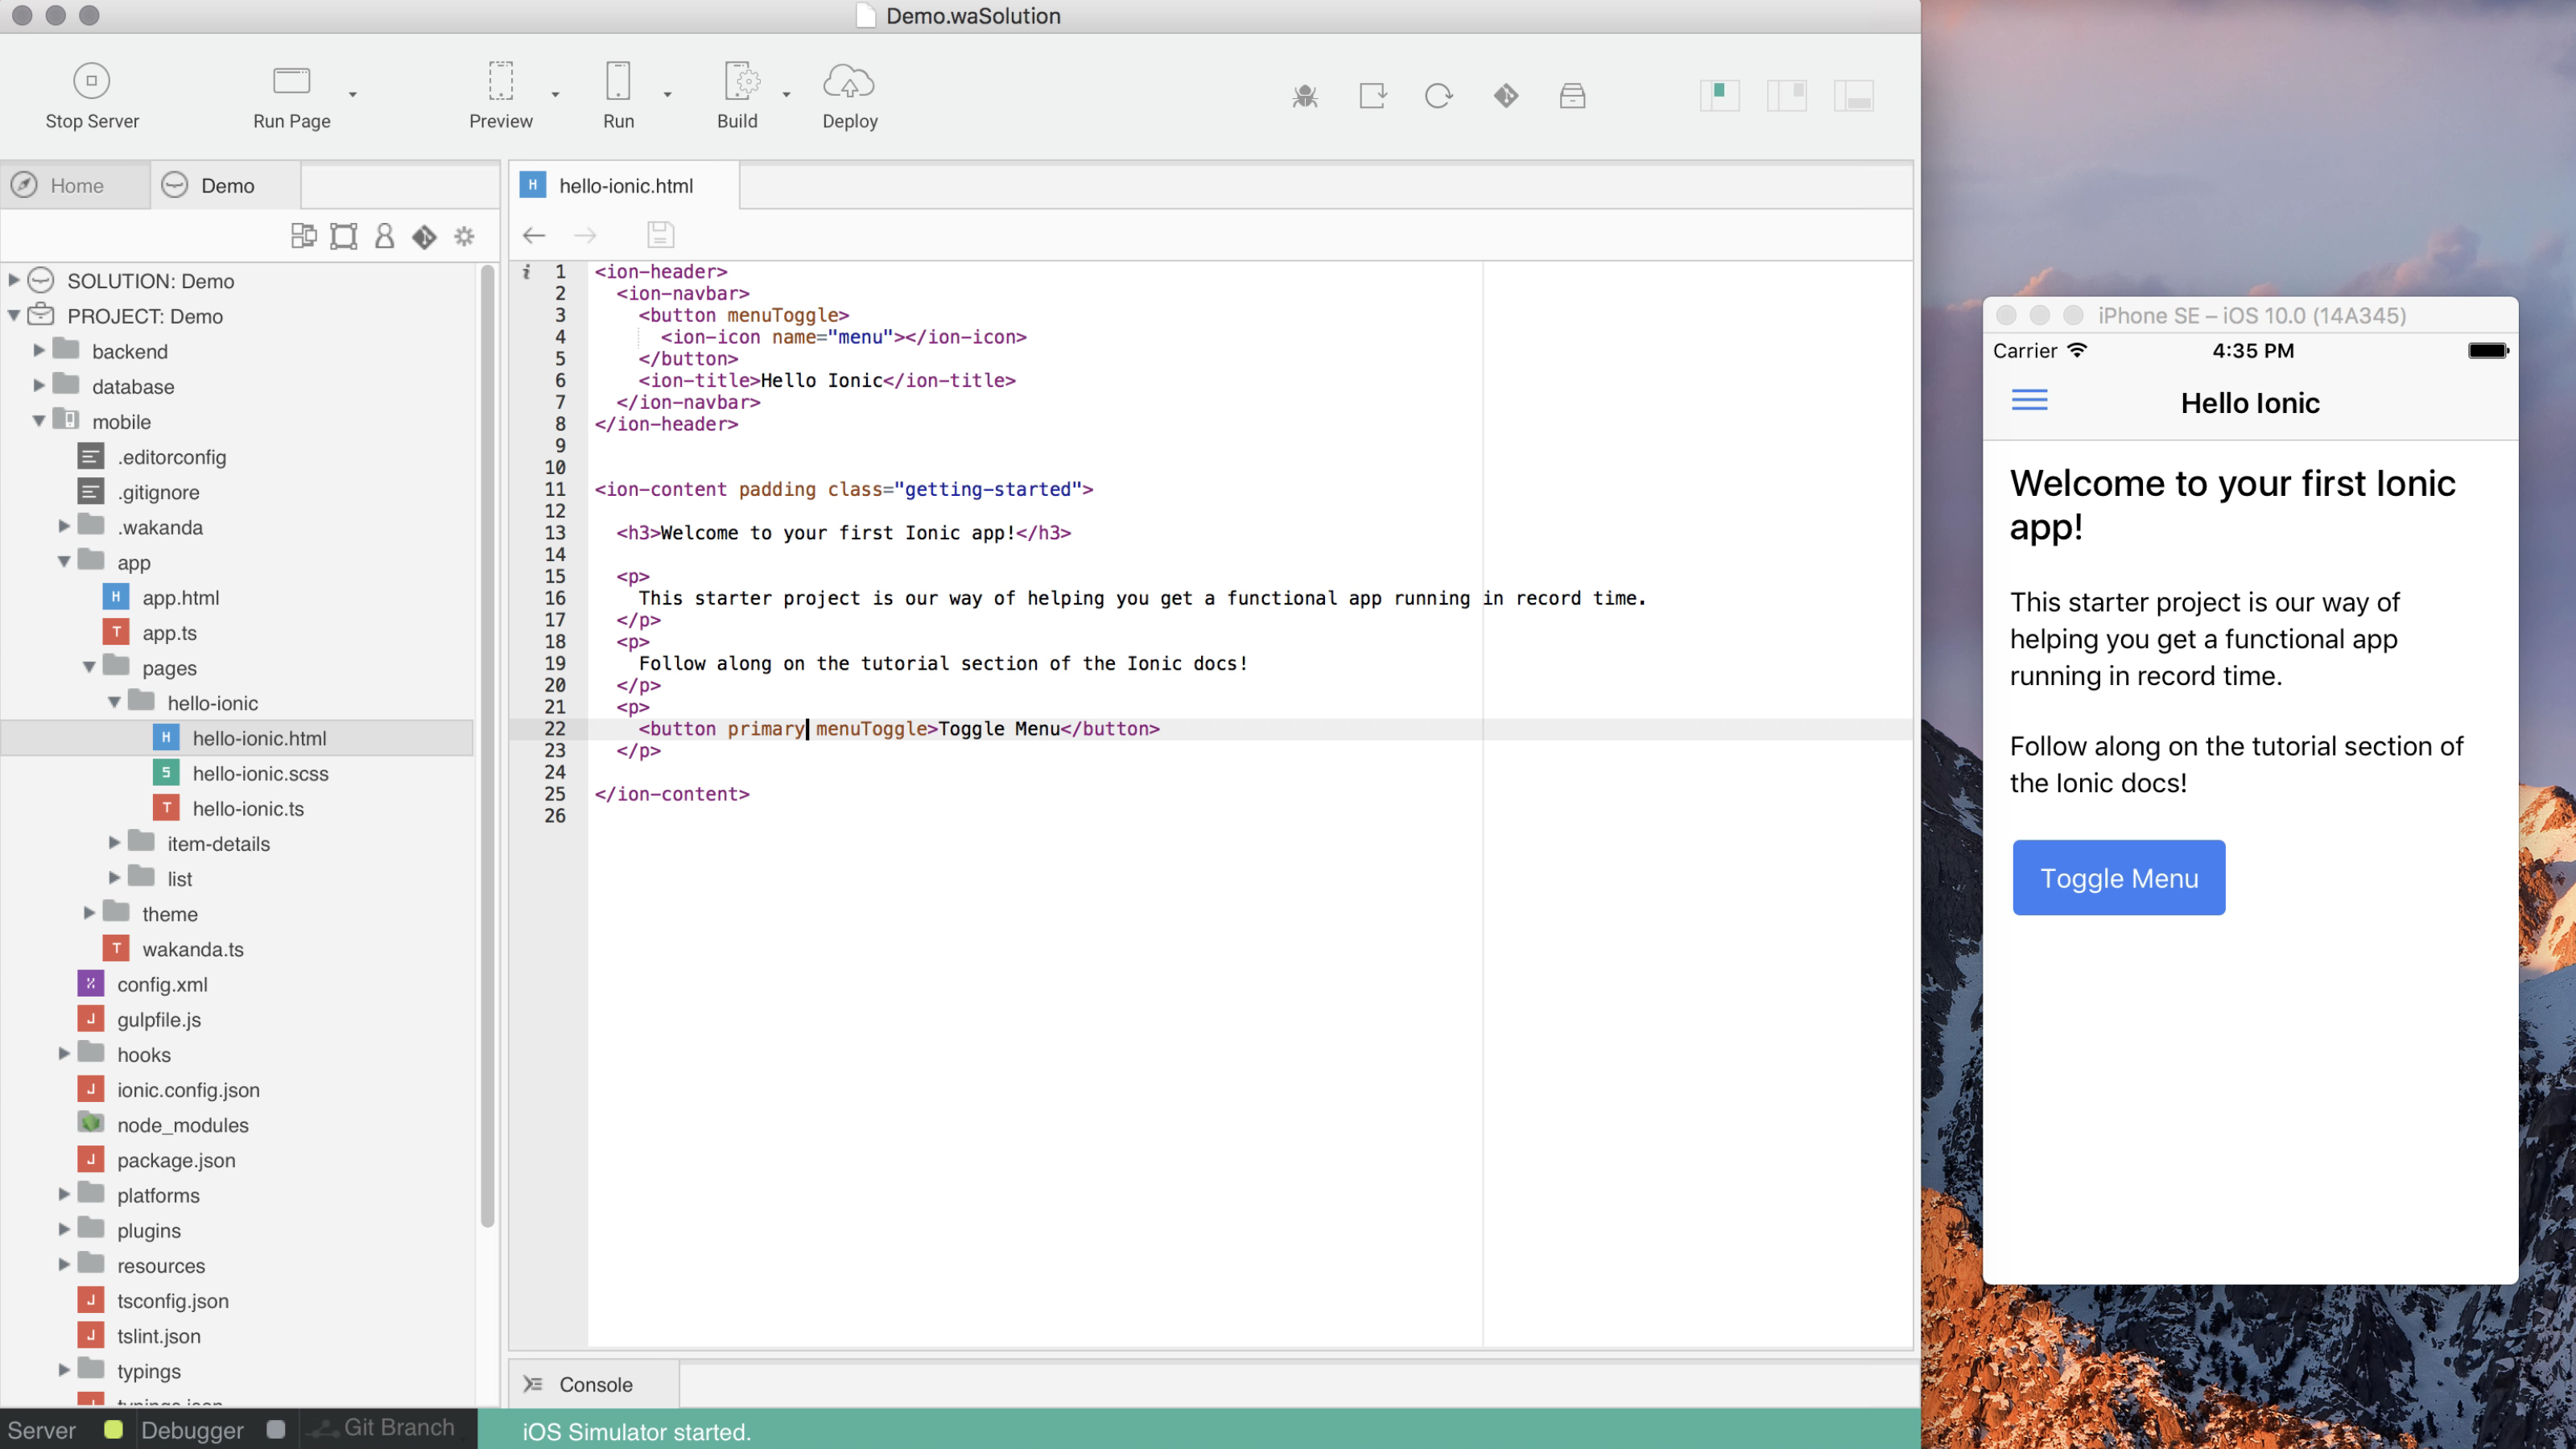 Demo.waSolution
Stop Server
Run Page
Preview
Run
Build
Deploy
Home
Demo
hello-ionic.html
SOLUTION: Demo
PROJECT: Demo
backend
database
mobile
.editorconfig
.gitignore
.wakanda
app
H app.html
T app.ts
pages
hello-ionic
H hello-ionic.html
S hello-ionic.scss
T hello-ionic.ts
item-details
list
theme
T wakanda.ts
config.xml
J gulpfile.js
hooks
J ionic.config.json
node_modules
J package.json
platforms
plugins
resources
J tsconfig.json
J tslint.json
typings
Server
Debugger
Git Branch
H hello-ionic.html
i 1 <ion-header>
2 <ion-navbar>
3 <button menuToggle>
4 <ion-icon name="menu"></ion-icon>
5 </button>
6 <ion-title>Hello Ionic</ion-title>
7 </ion-navbar>
8 </ion-header>
9
10
11 <ion-content padding class="getting-started">
12
13 <h3>Welcome to your first Ionic app!</h3>
14
15 <p>
16 This starter project is our way of helping you get a functional app running in record time.
17 </p>
18 <p>
19 Follow along on the tutorial section of the Ionic docs!
20 </p>
21 <p>
22 <button primary menuToggle>Toggle Menu</button>
23 </p>
24
25 </ion-content>
26
Console
iOS Simulator started.
iPhone SE – iOS 10.0 (14A345)
Carrier 4:35 PM
Hello Ionic
Welcome to your first Ionic
app!
This starter project is our way of
helping you get a functional app
running in record time.
Follow along on the tutorial section of
the Ionic docs!
Toggle Menu